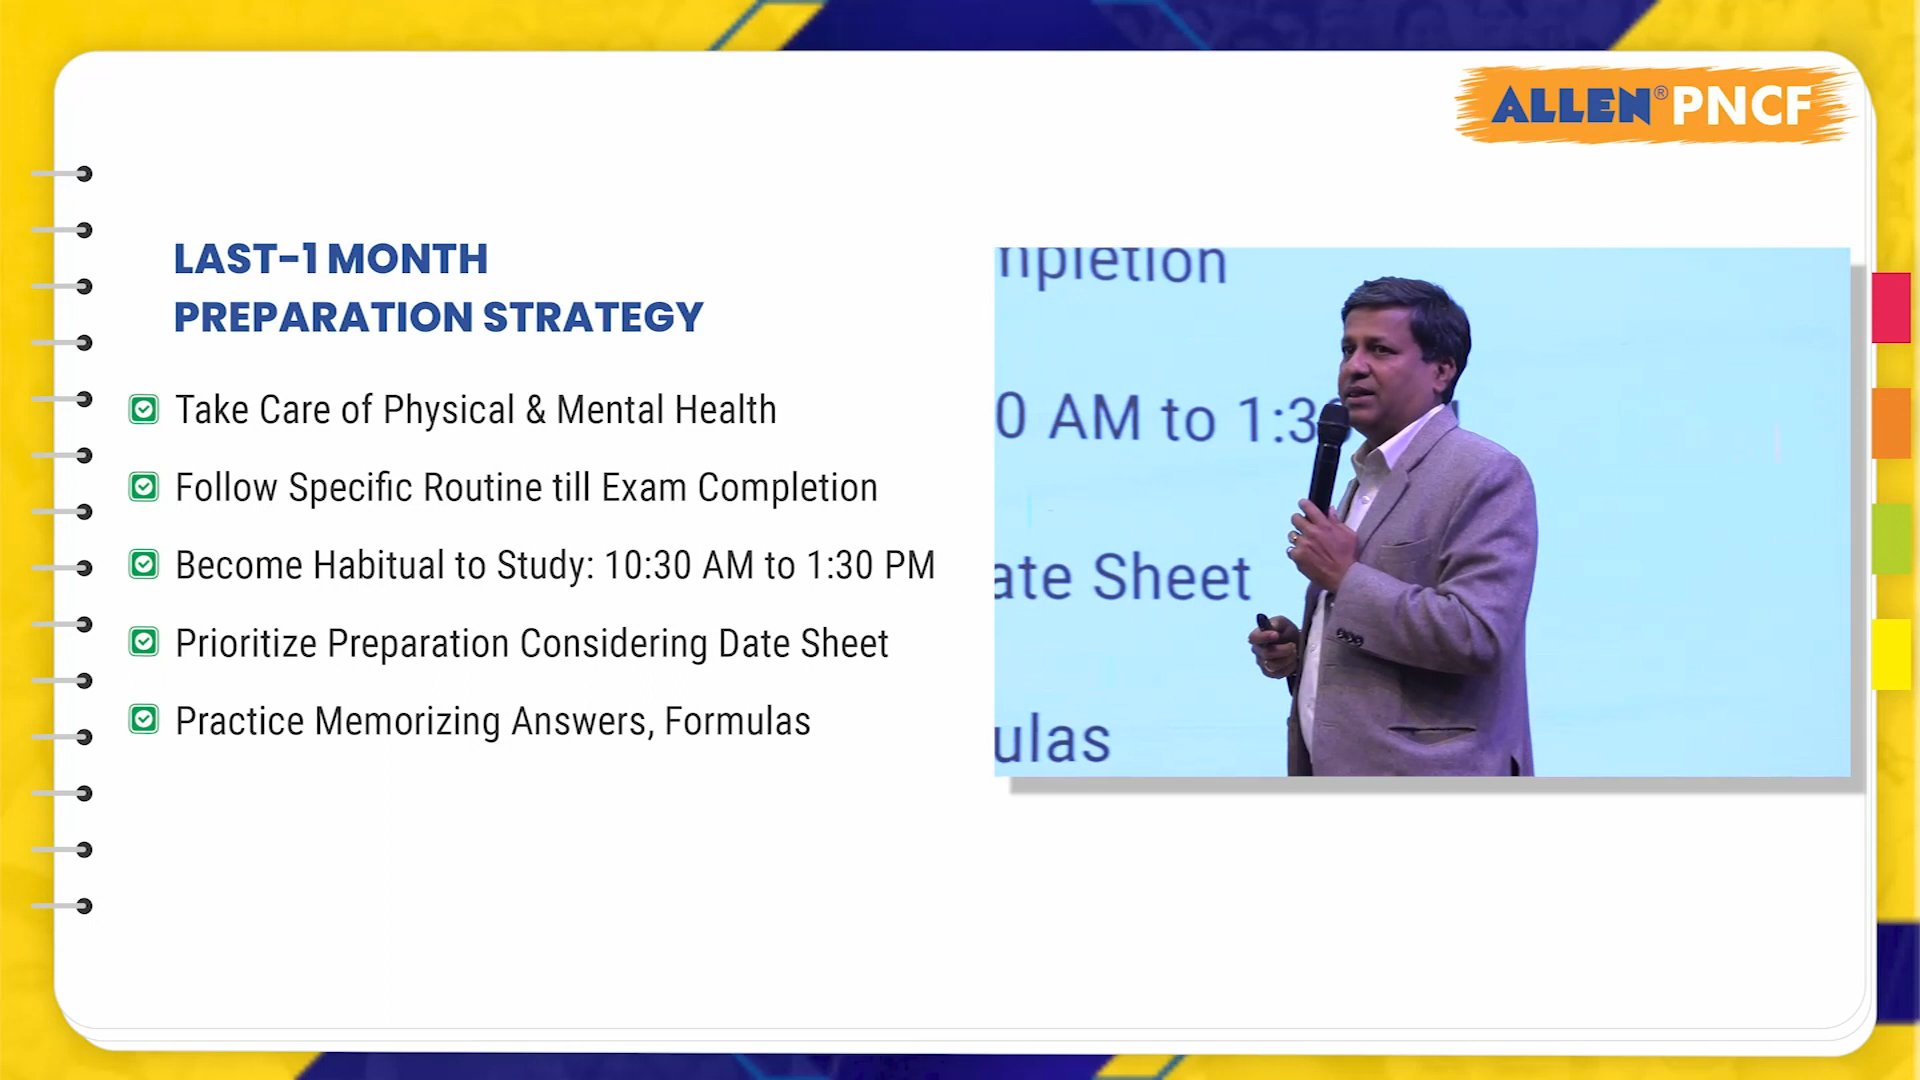 ALLEN® PNCF
LAST-1 MONTH
PREPARATION STRATEGY
Take Care of Physical & Mental Health
Follow Specific Routine till Exam Completion
Become Habitual to Study: 10:30 AM to 1:30 PM
Prioritize Preparation Considering Date Sheet
Practice Memorizing Answers, Formulas
mpletion
0 AM to 1:3
ate Sheet
ulas